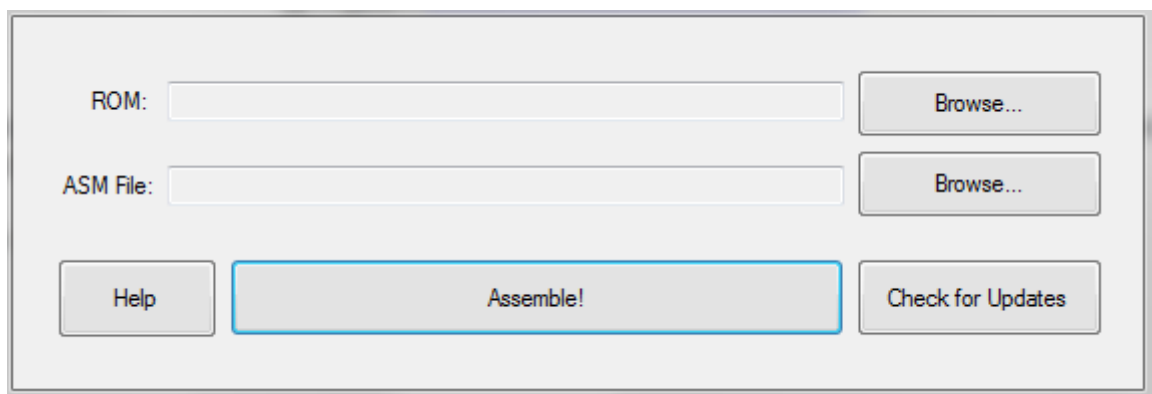 ROM:
Browse...
ASM File:
Browse...
Help
Assemble!
Check for Updates